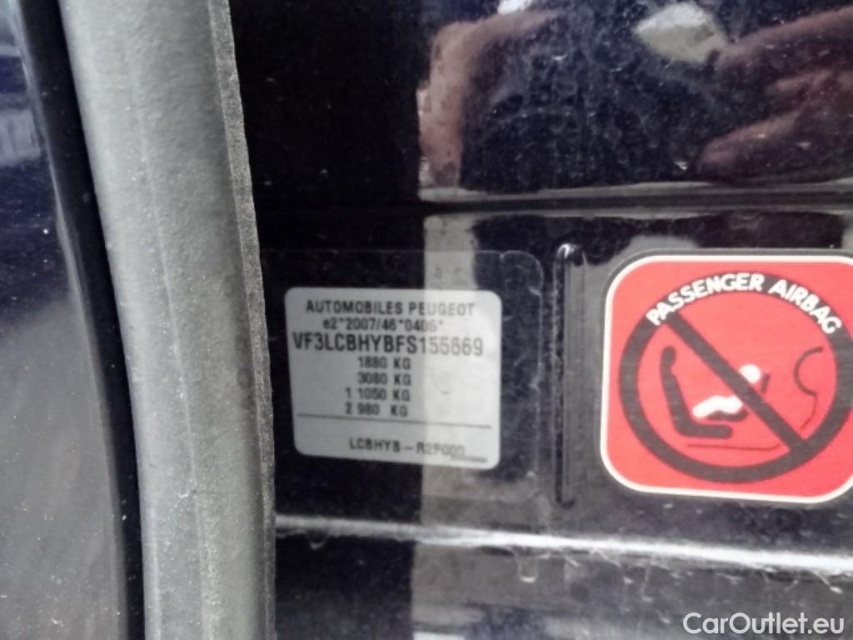 AUTOMOBILES PEUGEOT
e2*2007/46*0405*
VF3LCBHYBFS155669
1880 KG
3080 KG
1 1050 KG
2 980 KG
LCBHYB-R2F000
PASSENGER AIRBAG
CarOutlet.eu